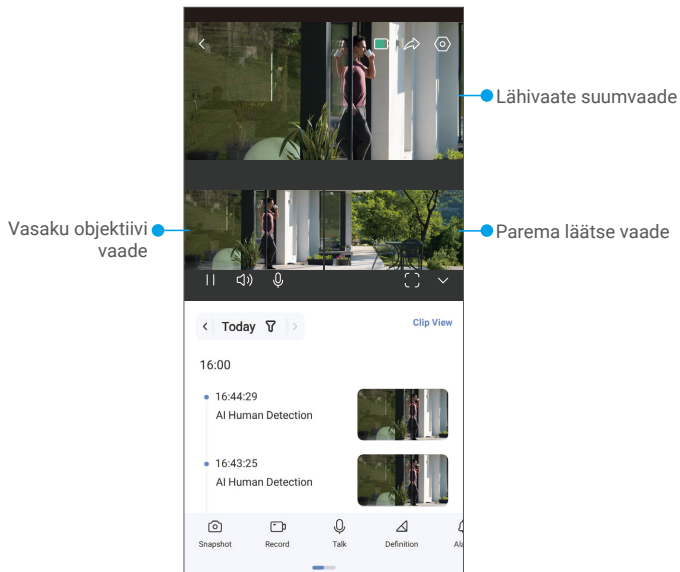 Lähivaate suumvaade
Vasaku objektiivi
vaade
Parema läätse vaade
Today
Clip View
16:00
16:44:29
AI Human Detection
16:43:25
AI Human Detection
Snapshot
Record
Talk
Definition
Ala